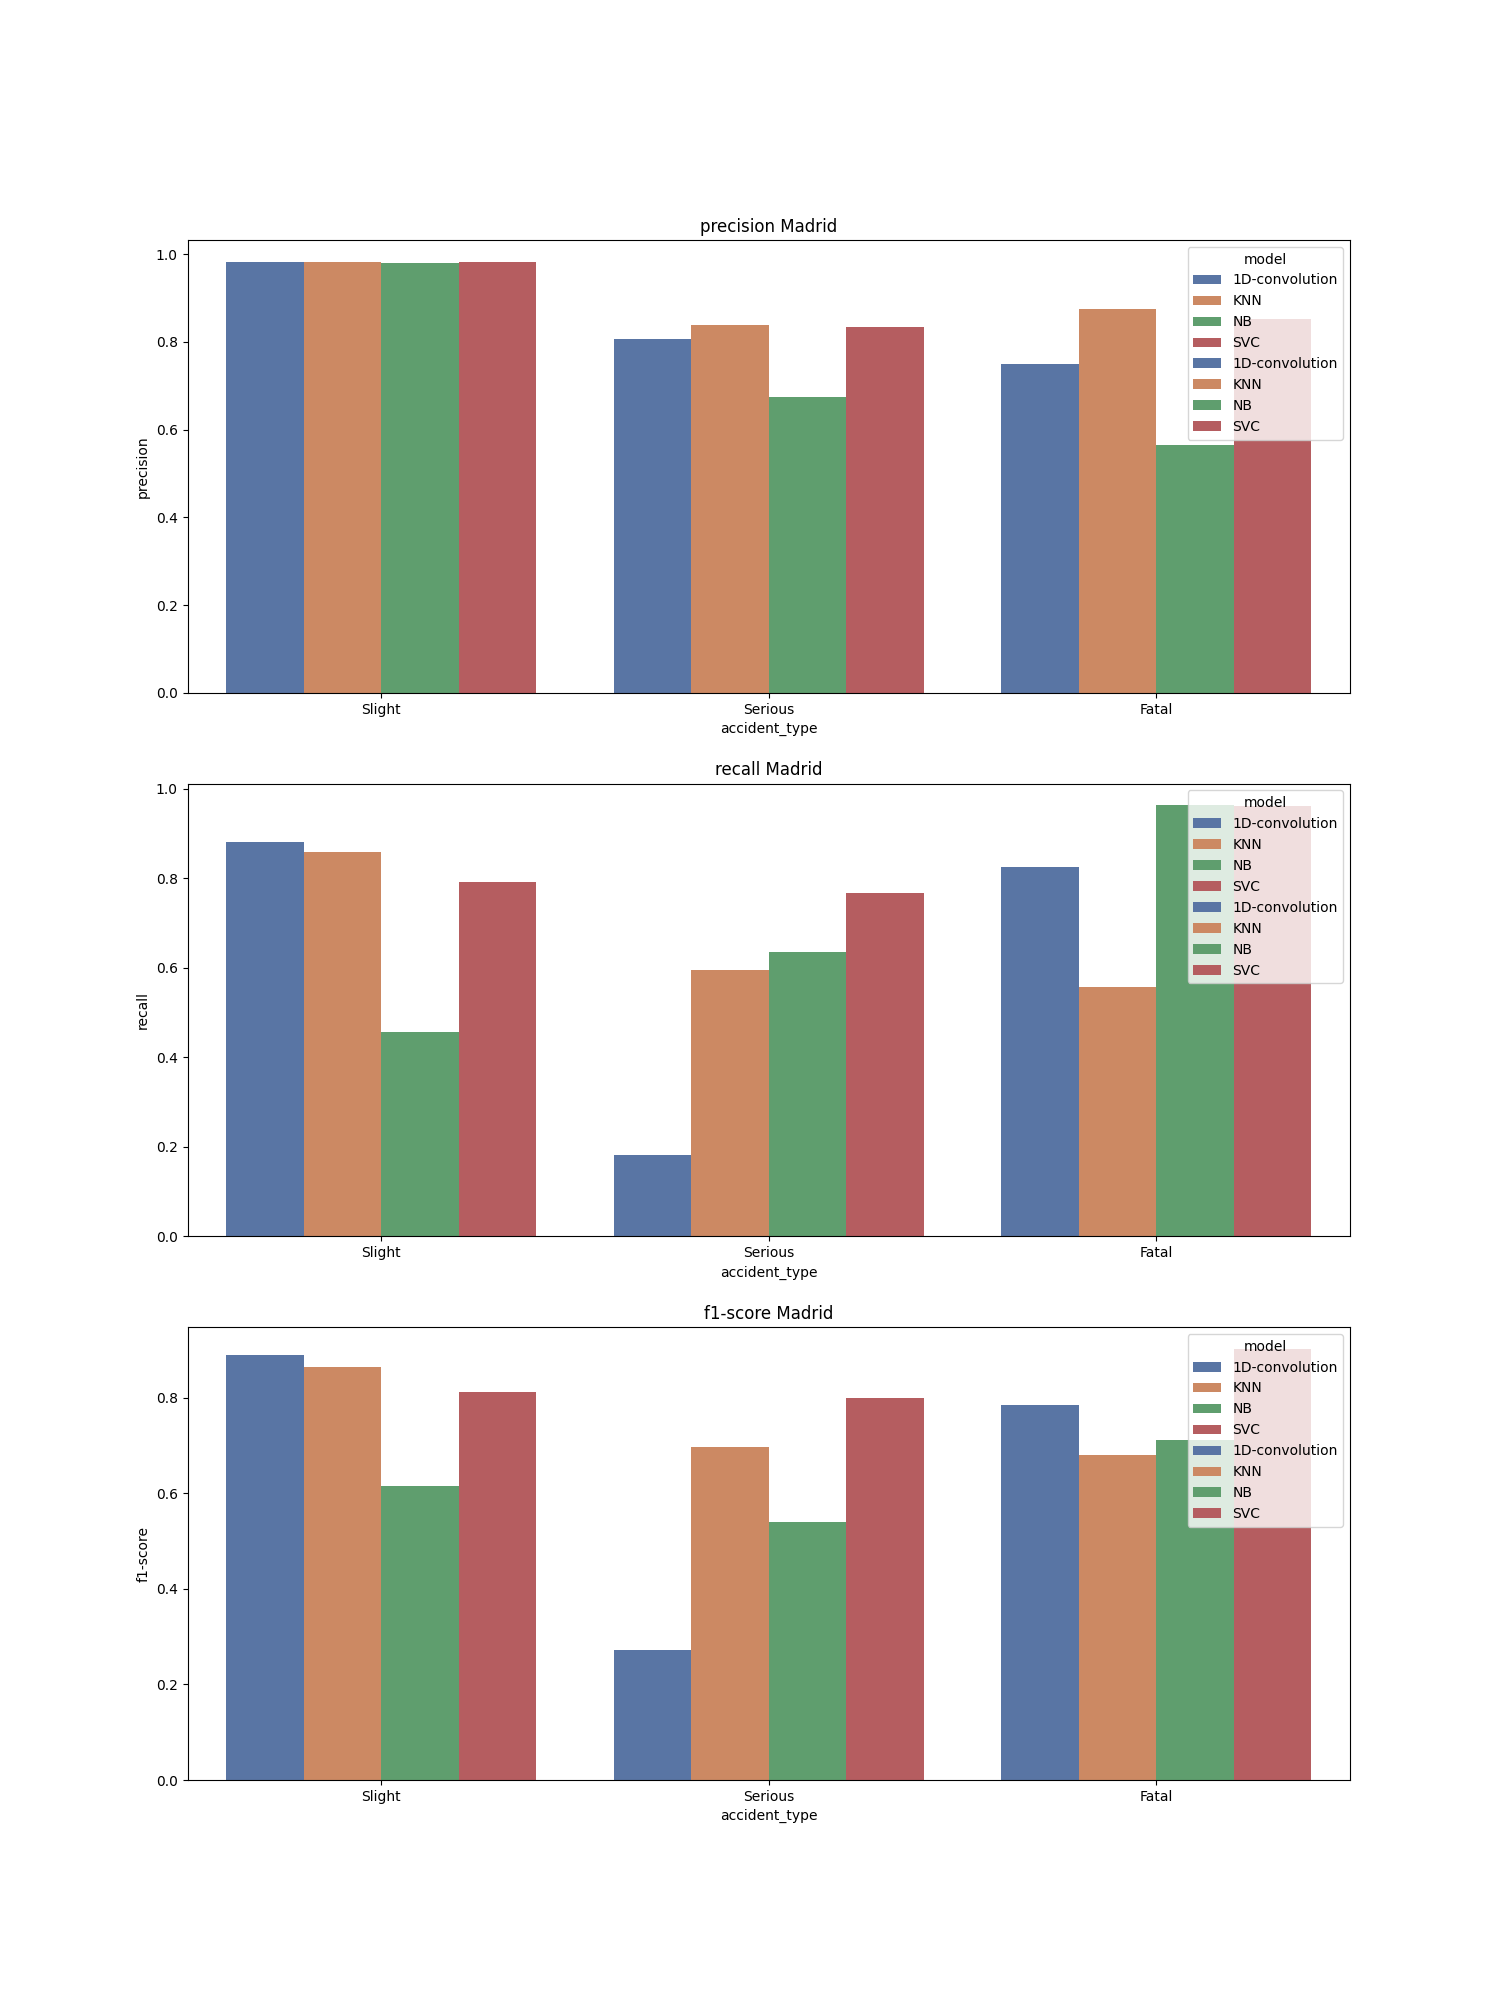 precision Madrid
1.0
0.8
0.6
0.4
0.2
0.0
precision
Slight
Serious
Fatal
accident_type
model
1D-convolution
KNN
NB
SVC
1D-convolution
KNN
NB
SVC
recall Madrid
1.0
0.8
0.6
0.4
0.2
0.0
recall
Slight
Serious
Fatal
accident_type
model
1D-convolution
KNN
NB
SVC
1D-convolution
KNN
NB
SVC
f1-score Madrid
0.8
0.6
0.4
0.2
0.0
f1-score
Slight
Serious
Fatal
accident_type
model
1D-convolution
KNN
NB
SVC
1D-convolution
KNN
NB
SVC